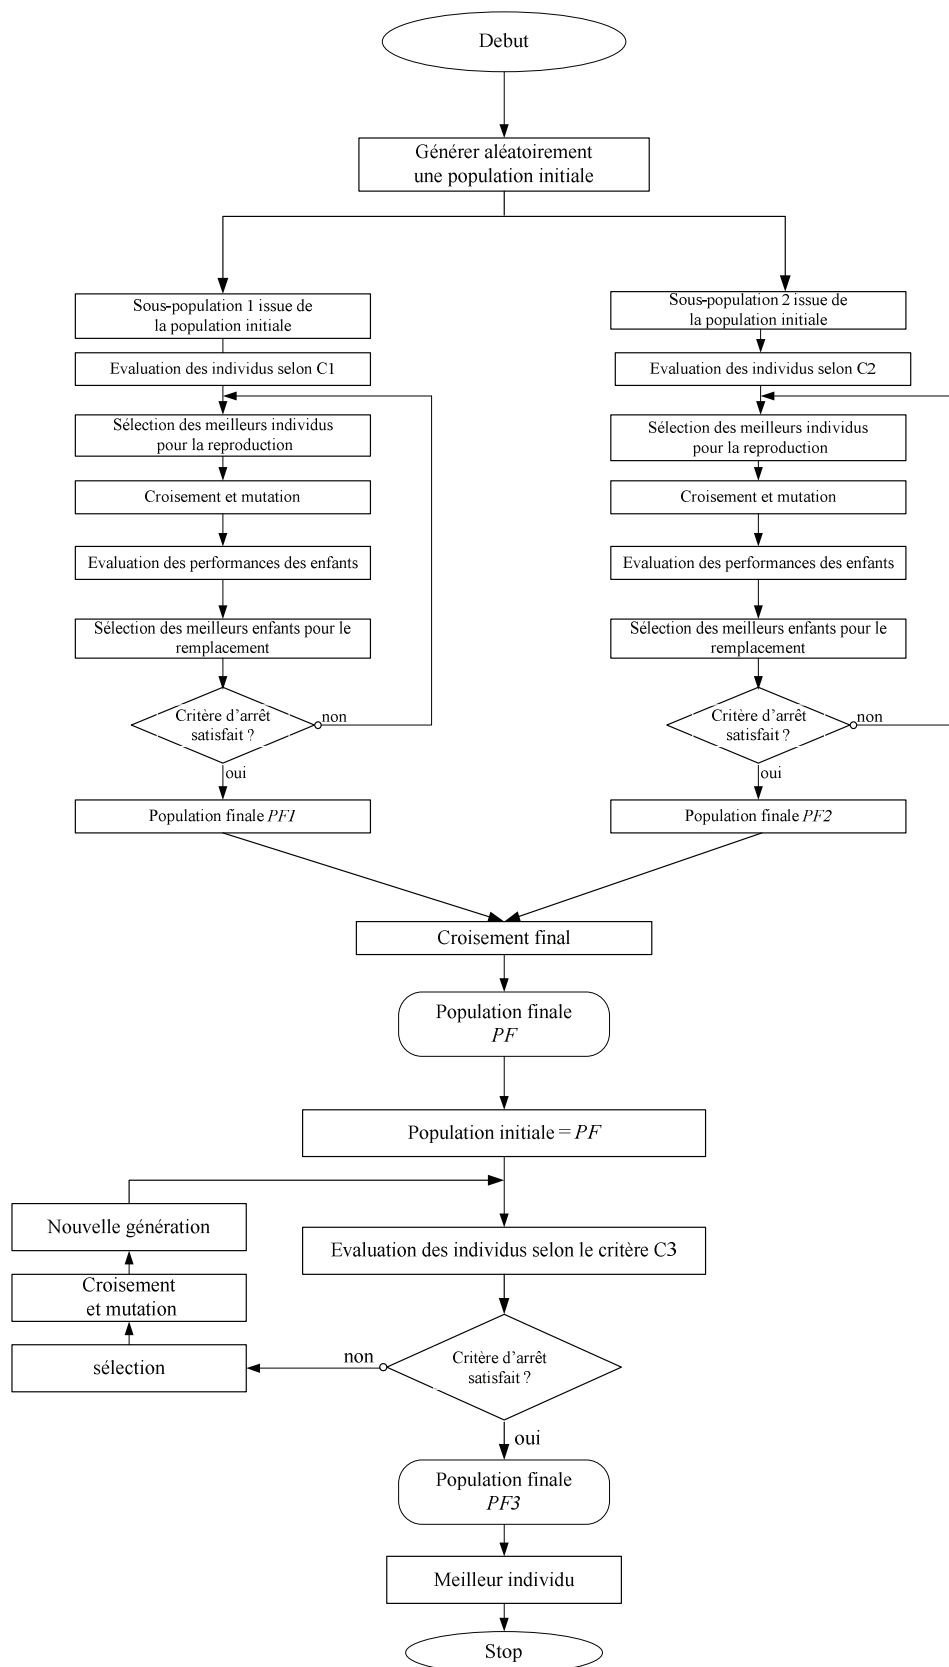 Debut
Générer aléatoirement
une population initiale
Sous-population 1 issue de
la population initiale
Evaluation des individus selon C1
Sélection des meilleurs individus
pour la reproduction
Croisement et mutation
Evaluation des performances des enfants
Sélection des meilleurs enfants pour le
remplacement
Critère d'arrêt
satisfait ?
non
oui
Population finale PF1
Sous-population 2 issue de
la population initiale
Evaluation des individus selon C2
Sélection des meilleurs individus
pour la reproduction
Croisement et mutation
Evaluation des performances des enfants
Sélection des meilleurs enfants pour le
remplacement
Critère d'arrêt
satisfait ?
non
oui
Population finale PF2
Croisement final
Population finale
PF
Population initiale = PF
Evaluation des individus selon le critère C3
Critère d'arrêt
satisfait ?
non
sélection
Croisement
et mutation
Nouvelle génération
oui
Population finale
PF3
Meilleur individu
Stop